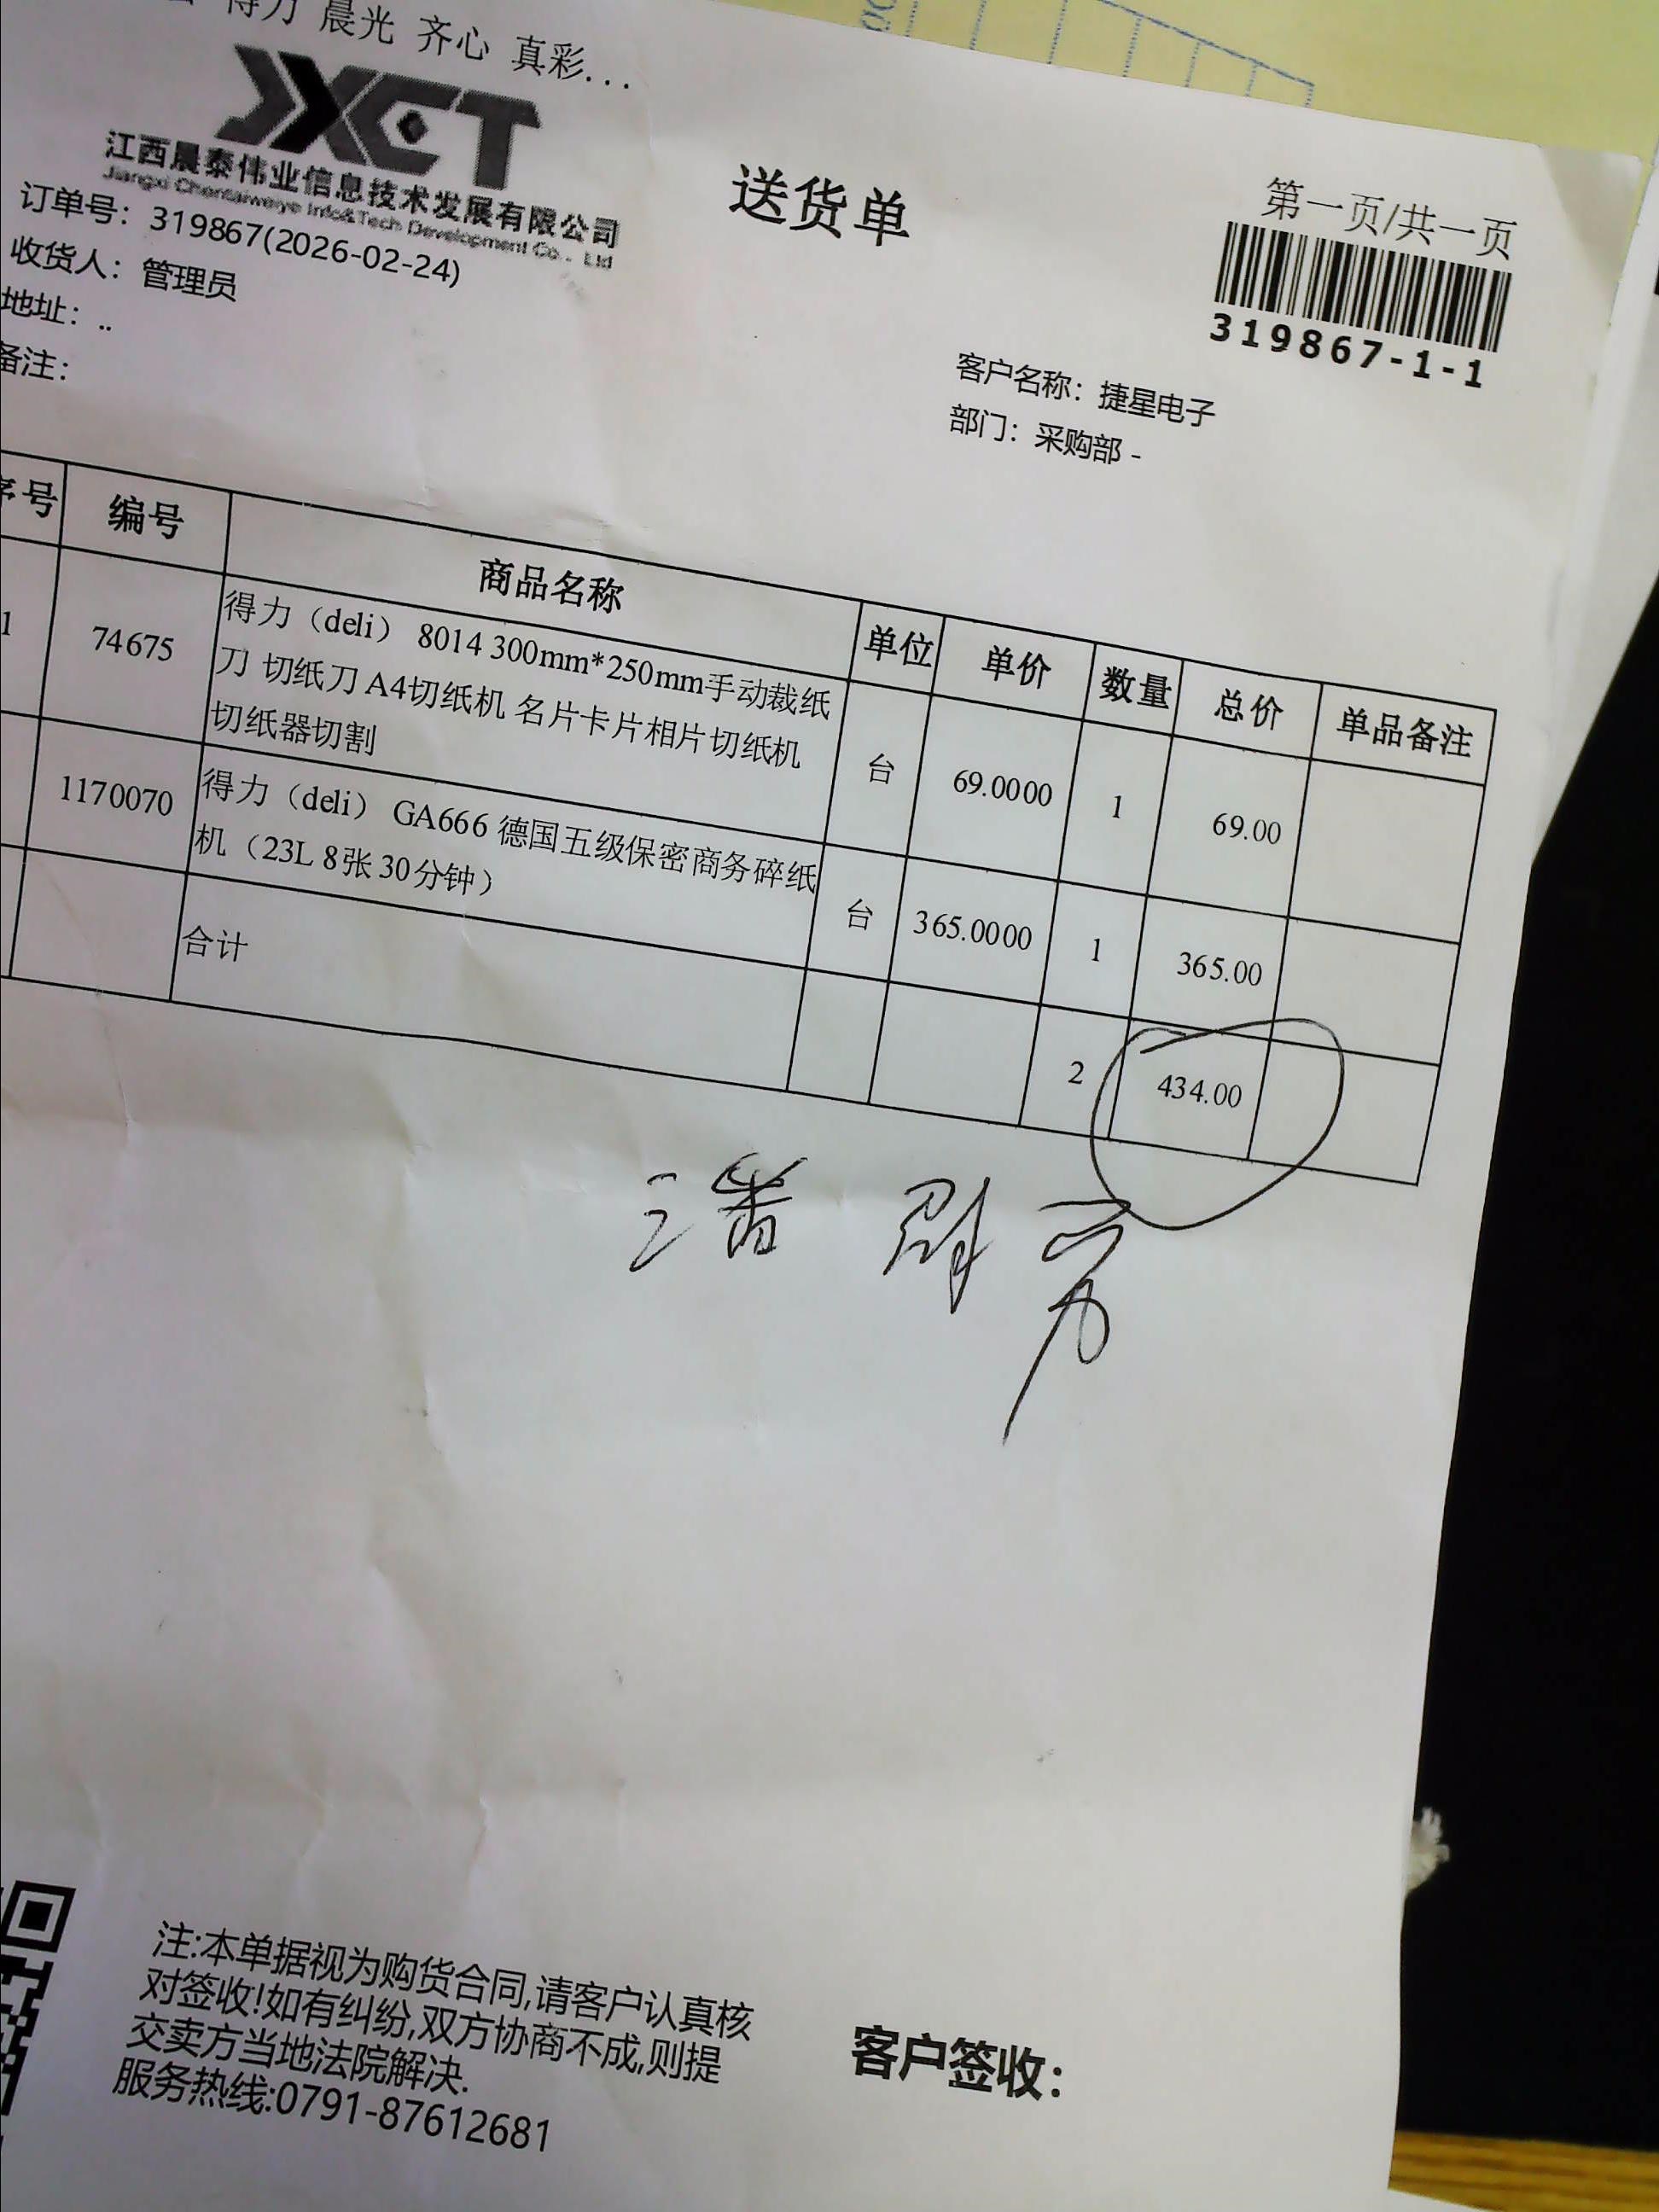 得力 晨光 齐心 真彩...
JXCT
江西晨泰伟业信息技术发展有限公司
Jiangxi Chentaiweiye Info&Tech Development Co., Ltd
送货单
第一页/共一页
319867-1-1
订单号：319867(2026-02-24)
收货人：管理员
地址：..
备注：
客户名称：捷星电子
部门：采购部 -
序号 编号 商品名称 单位 单价 数量 总价 单品备注
1 74675 得力（deli） 8014 300mm*250mm手动裁纸
刀 切纸刀 A4切纸机 名片卡片相片切纸机
切纸器切割 台 69.0000 1 69.00
1170070 得力（deli） GA666 德国五级保密商务碎纸
机（23L 8张 30分钟） 台 365.0000 1 365.00
合计 2 434.00
注:本单据视为购货合同,请客户认真核
对签收!如有纠纷,双方协商不成,则提
交卖方当地法院解决.
服务热线:0791-87612681
客户签收：